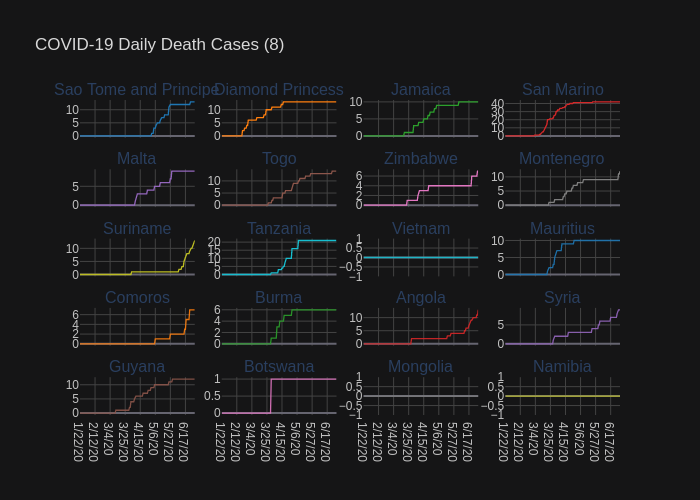 COVID-19 Daily Death Cases (8)
Sao Tome and Principe Diamond Princess Jamaica San Marino
10 5 0
10 5 0
10 5 0
40 30 20 10 0
Malta Togo Zimbabwe Montenegro
5 0
10 5 0
6 4 2 0
10 5 0
Suriname Tanzania Vietnam Mauritius
10 5 0
20 15 10 5 0
1 0.5 0 −0.5 −1
10 5 0
Comoros Burma Angola Syria
6 4 2 0
6 4 2 0
10 5 0
5 0
Guyana Botswana Mongolia Namibia
10 5 0
1 0.5 0
1 0.5 0 −0.5 −1
1 0.5 0 −0.5 −1
1/22/20 2/12/20 3/4/20 3/25/20 4/15/20 5/6/20 5/27/20 6/17/20
1/22/20 2/12/20 3/4/20 3/25/20 4/15/20 5/6/20 5/27/20 6/17/20
1/22/20 2/12/20 3/4/20 3/25/20 4/15/20 5/6/20 5/27/20 6/17/20
1/22/20 2/12/20 3/4/20 3/25/20 4/15/20 5/6/20 5/27/20 6/17/20